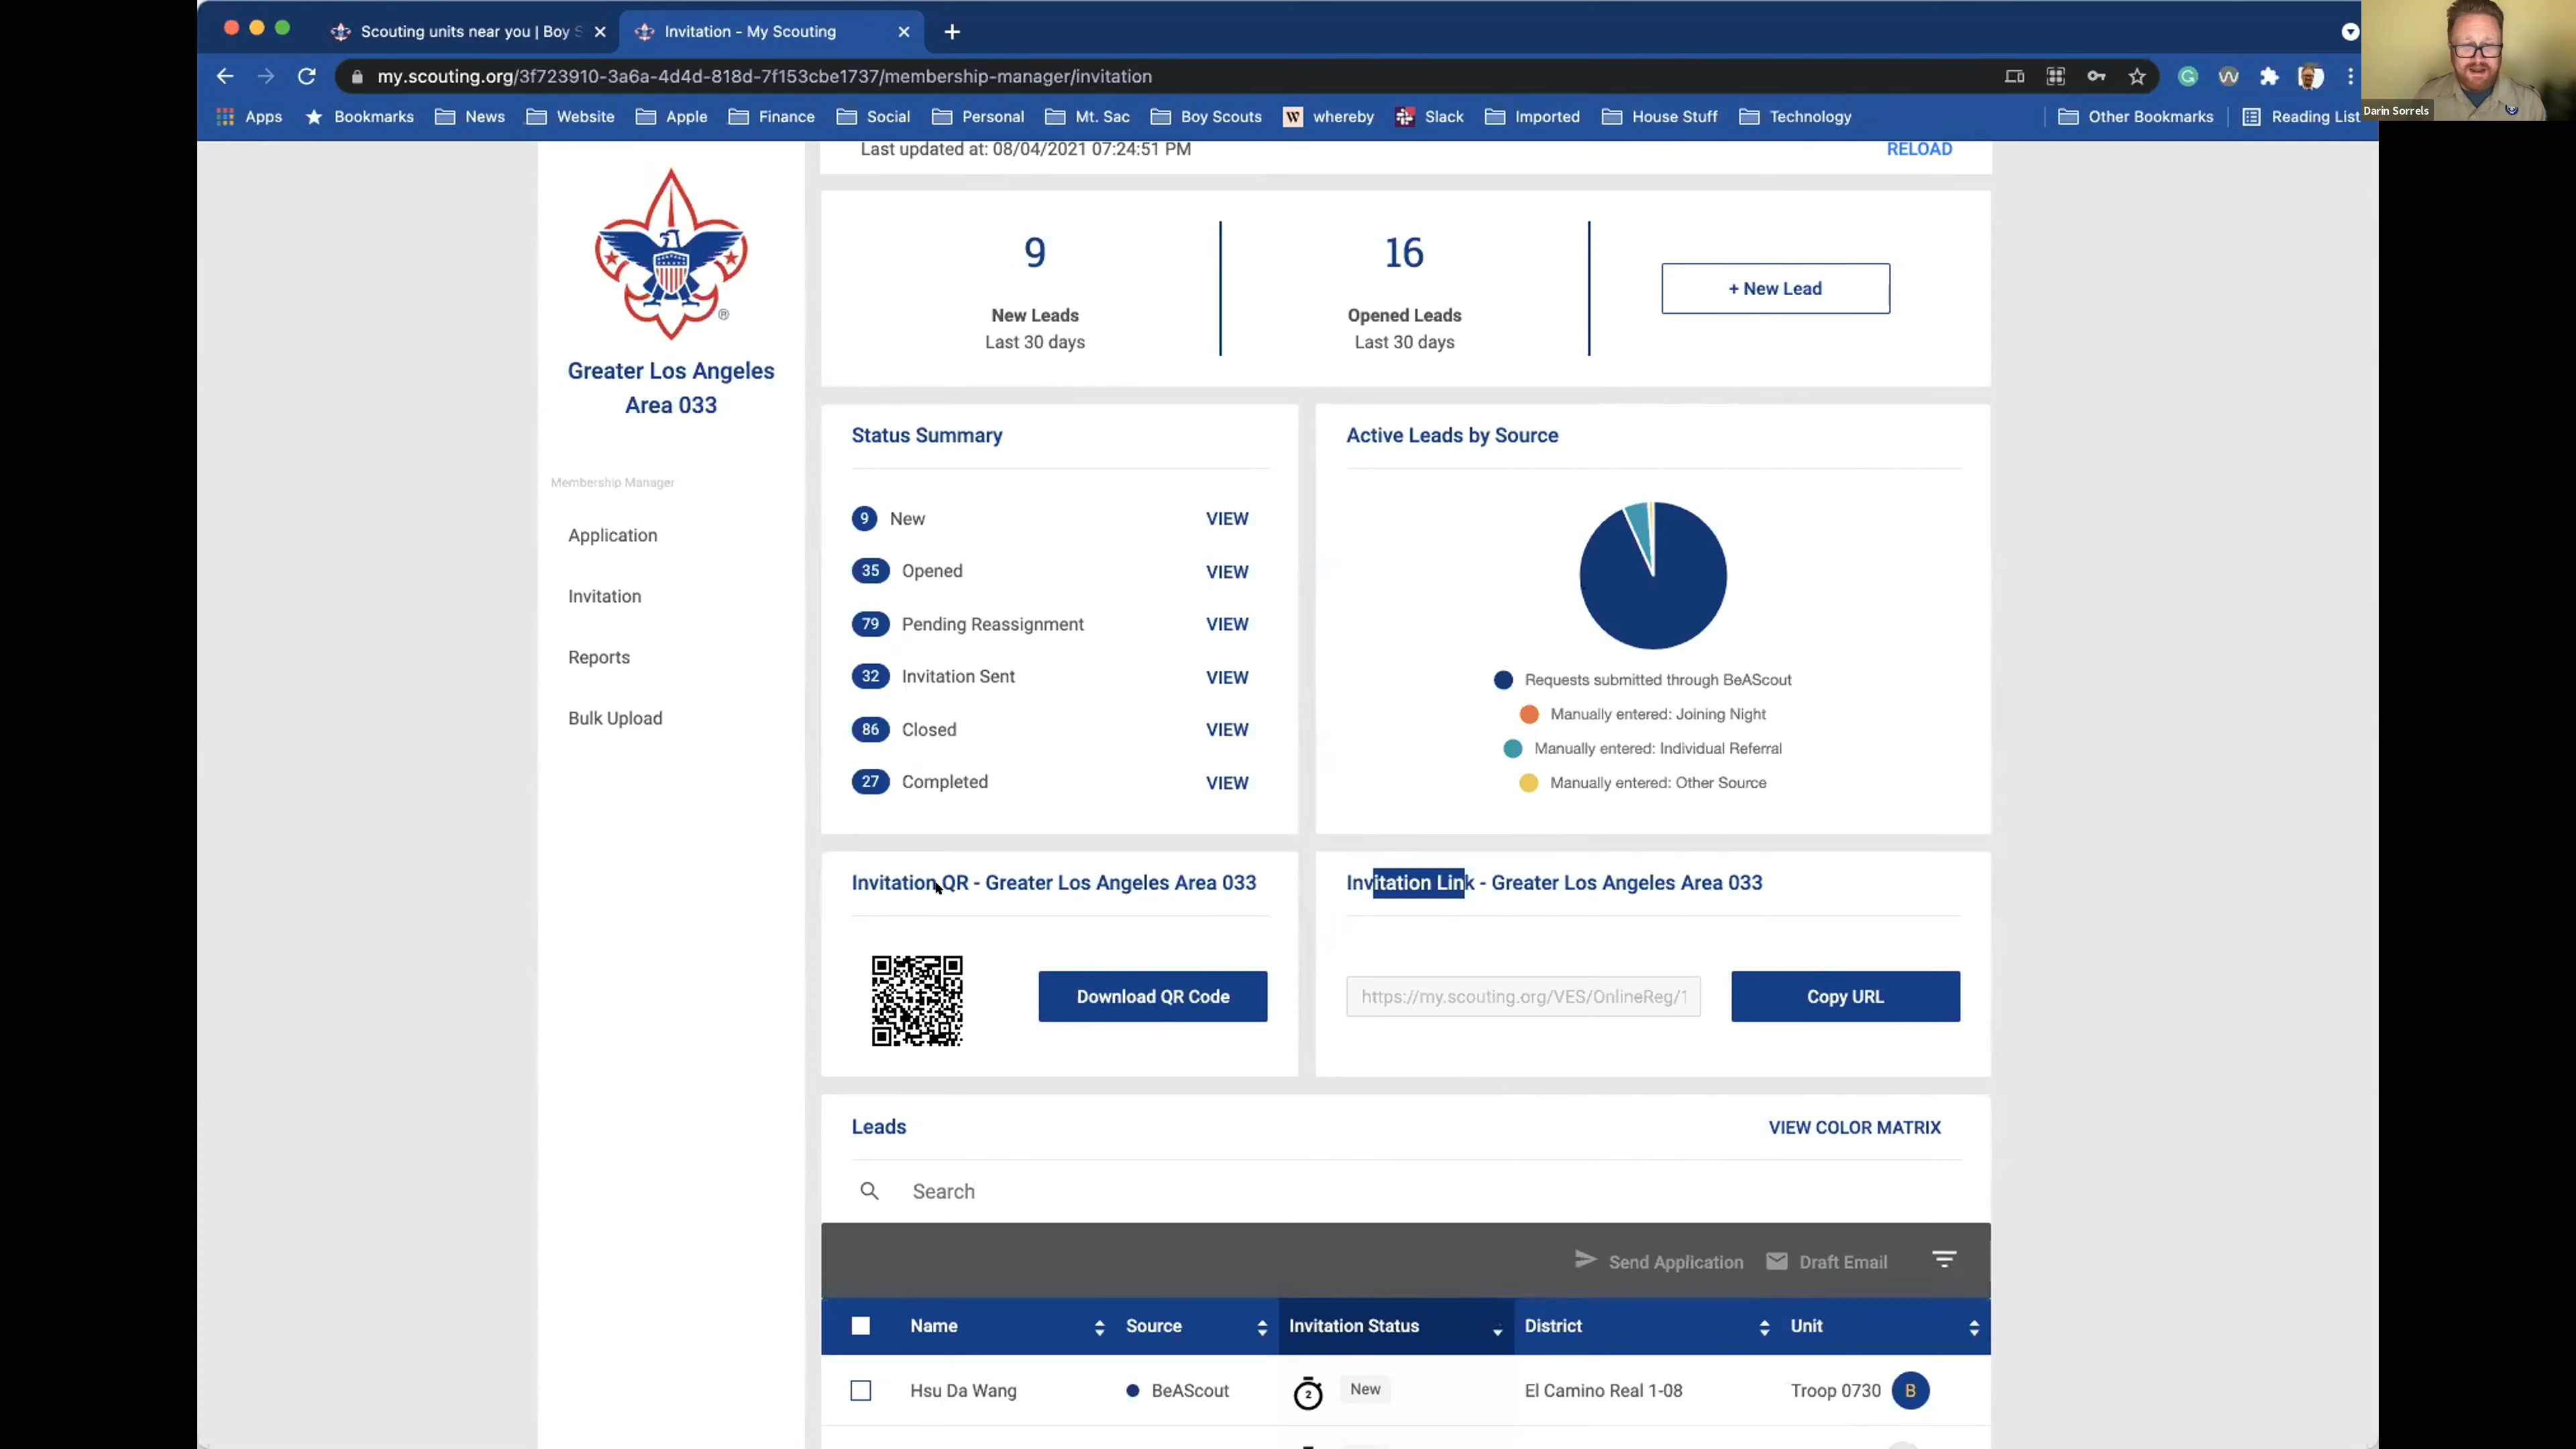 Scouting units near you | Boy S
Invitation - My Scouting
my.scouting.org/3f723910-3a6a-4d4d-818d-7f153cbe1737/membership-manager/invitation
Apps Bookmarks News Website Apple Finance Social Personal Mt. Sac Boy Scouts whereby Slack Imported House Stuff Technology Other Bookmarks Reading List
Darin Sorrels
Last updated at: 08/04/2021 07:24:51 PM RELOAD
Greater Los Angeles
Area 033
Membership Manager
Application
Invitation
Reports
Bulk Upload
9
New Leads
Last 30 days
16
Opened Leads
Last 30 days
+ New Lead
Status Summary
9 New VIEW
35 Opened VIEW
79 Pending Reassignment VIEW
32 Invitation Sent VIEW
86 Closed VIEW
27 Completed VIEW
Active Leads by Source
Requests submitted through BeAScout
Manually entered: Joining Night
Manually entered: Individual Referral
Manually entered: Other Source
Invitation QR - Greater Los Angeles Area 033
Download QR Code
Invitation Link - Greater Los Angeles Area 033
https://my.scouting.org/VES/OnlineReg/1
Copy URL
Leads VIEW COLOR MATRIX
Search
Send Application Draft Email
Name Source Invitation Status District Unit
Hsu Da Wang BeAScout 2 New El Camino Real 1-08 Troop 0730 B